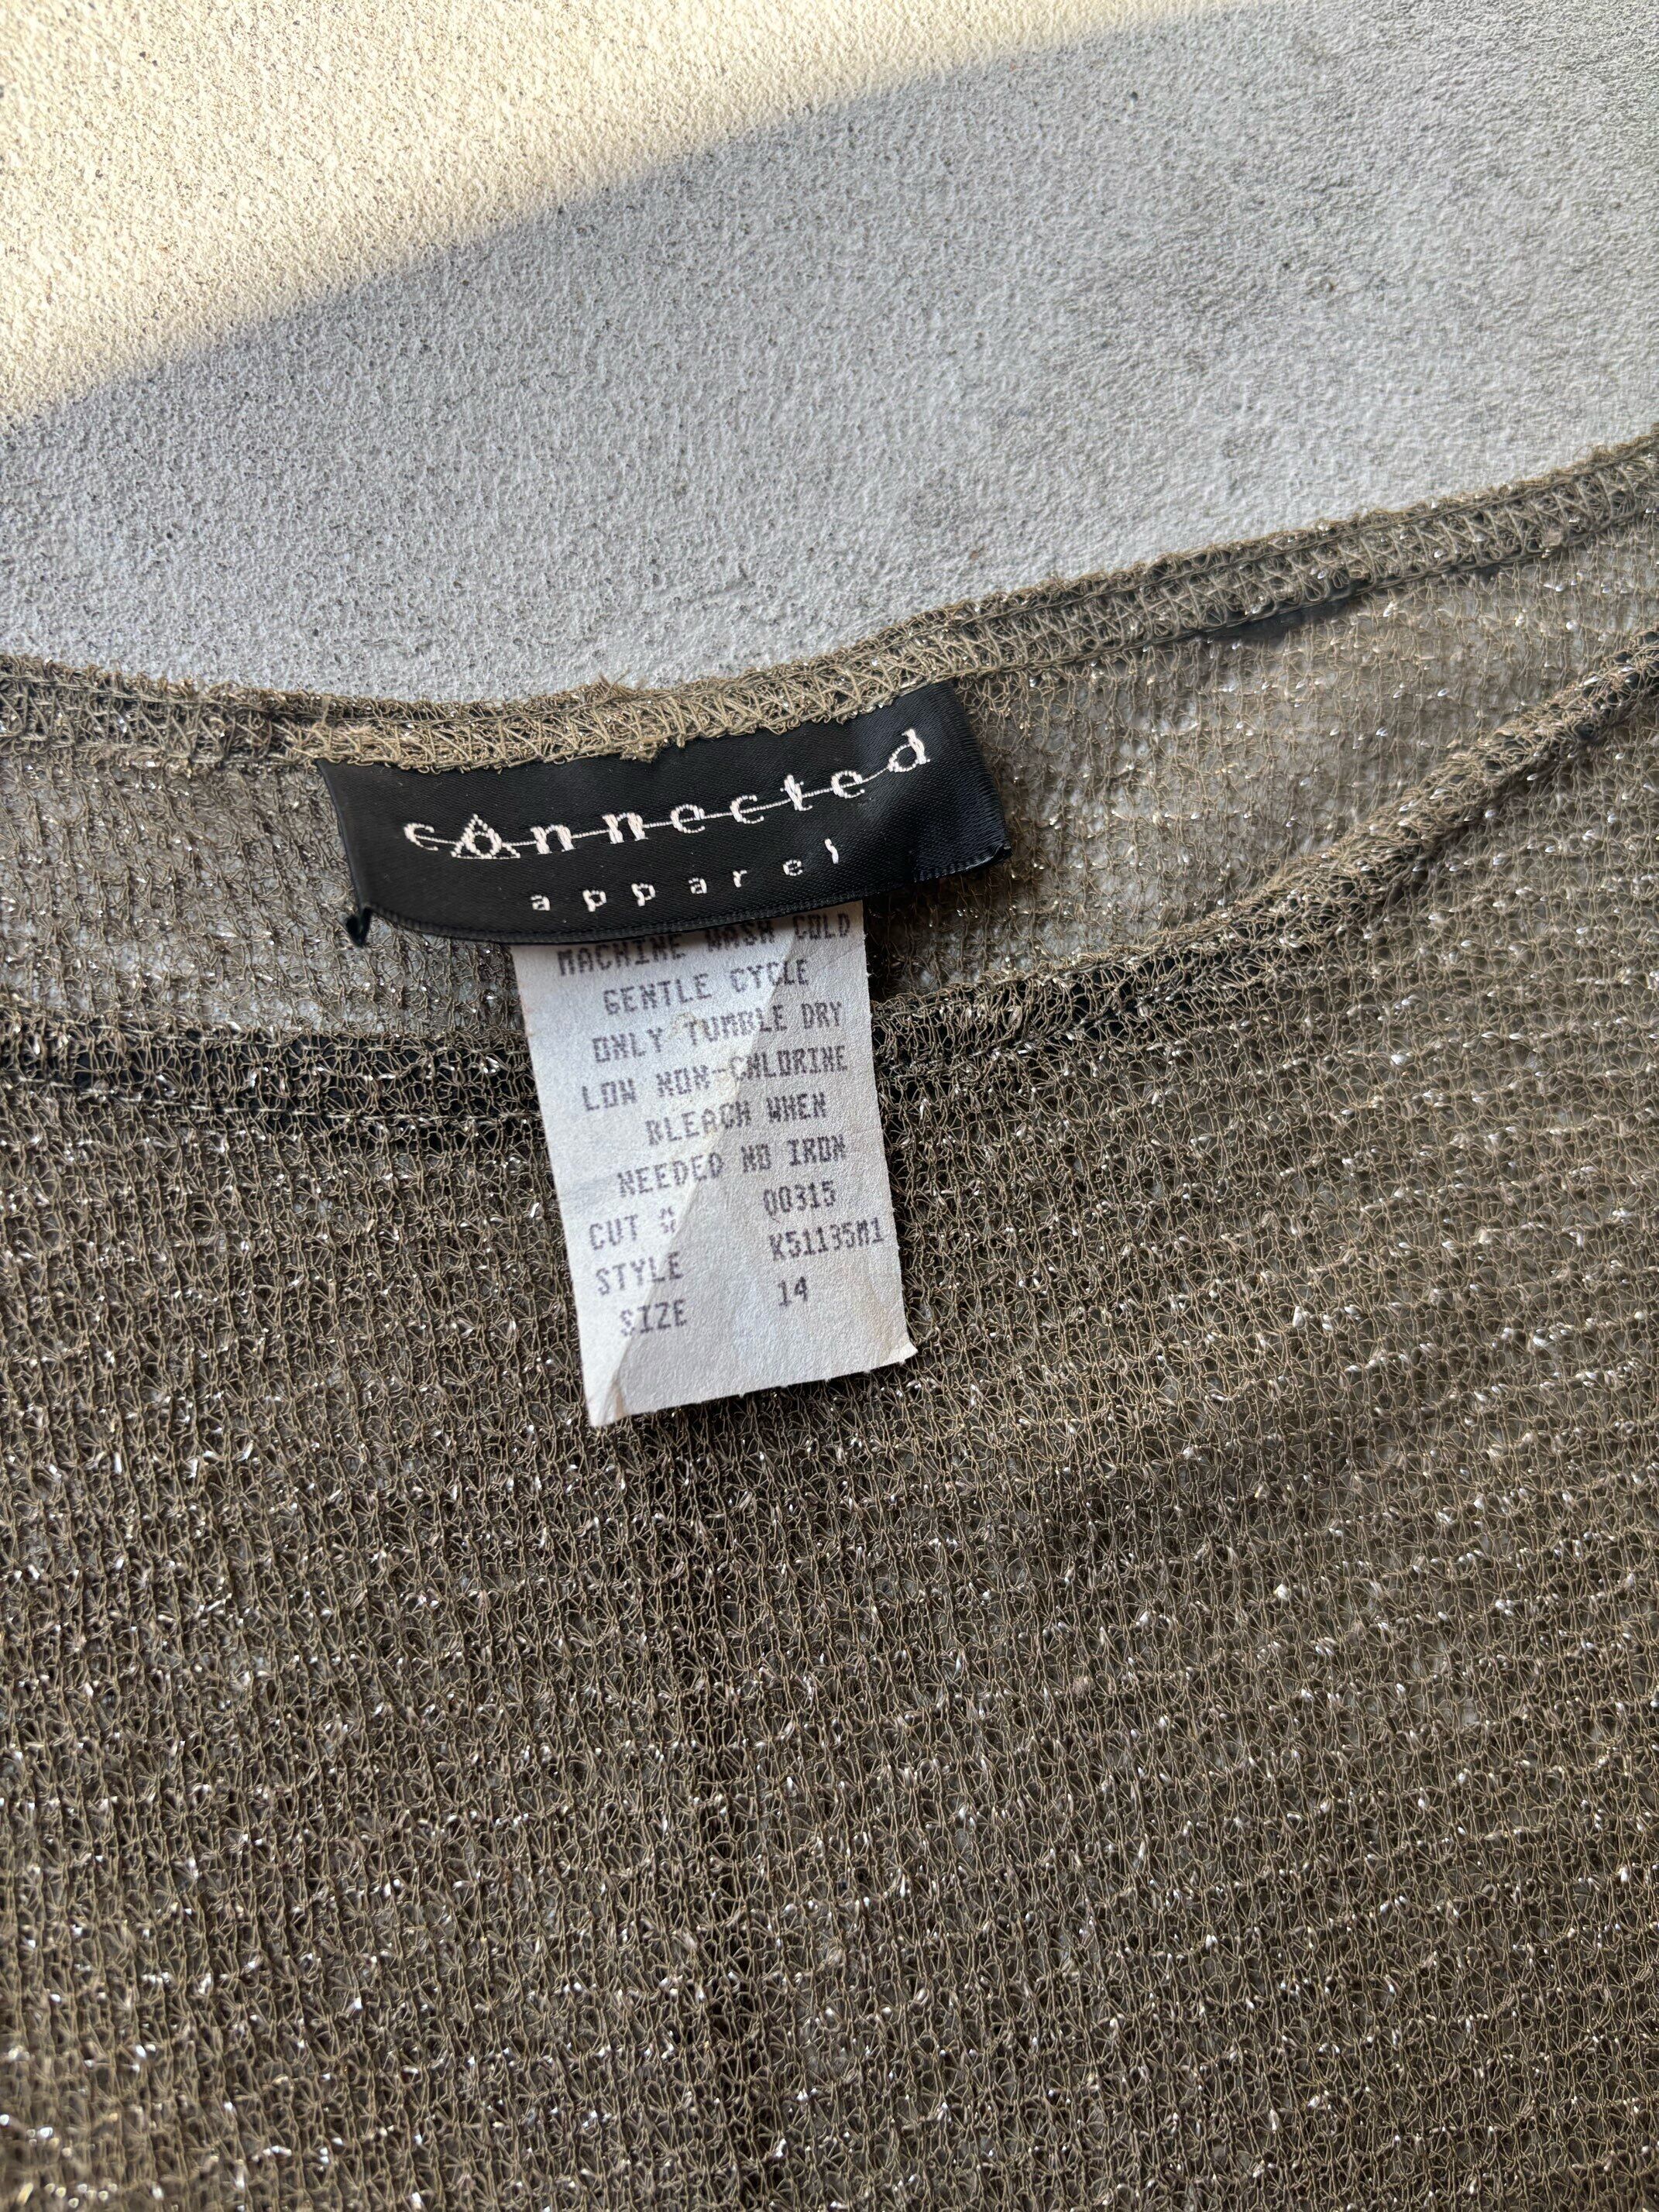 connected
apparel
MACHINE WASH COLD
GENTLE CYCLE
ONLY TUMBLE DRY
LOW NON-CHLORINE
BLEACH WHEN
NEEDED NO IRON
CUT # 00315
STYLE K51135M1
SIZE 14